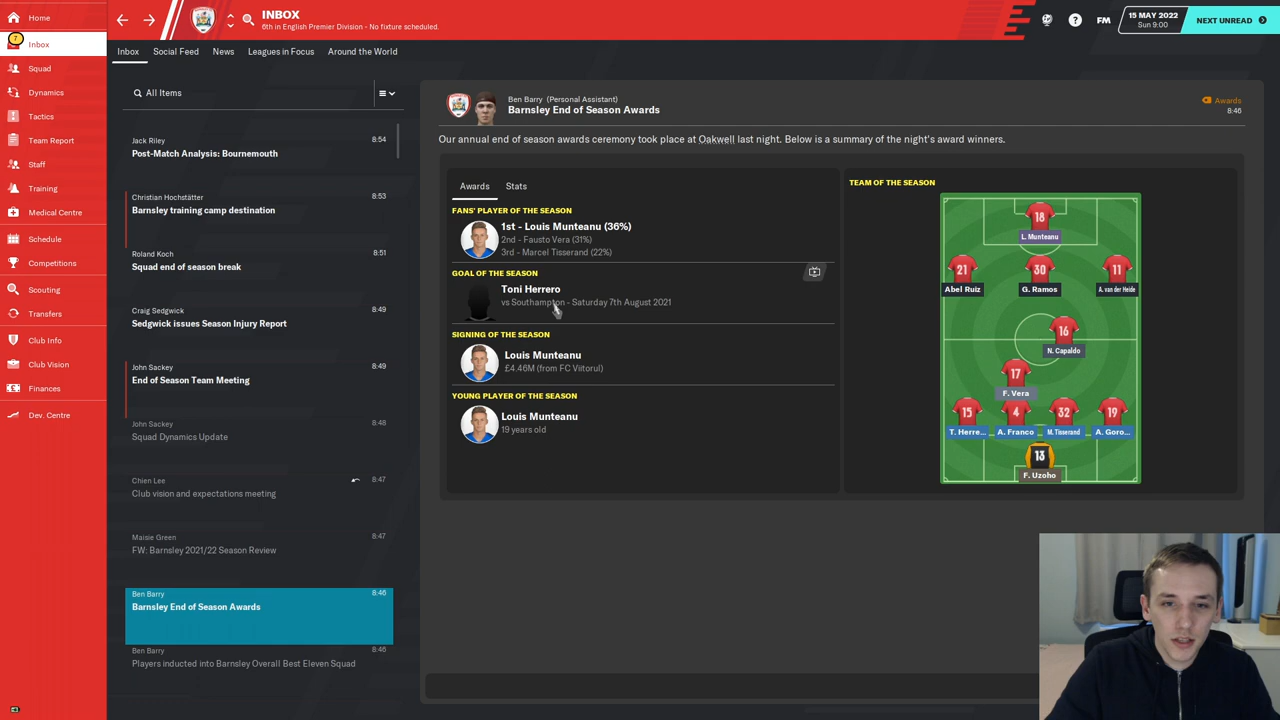 Home
7
Inbox
Squad
Dynamics
Tactics
Team Report
Staff
Training
Medical Centre
Schedule
Competitions
Scouting
Transfers
Club Info
Club Vision
Finances
Dev. Centre
INBOX
6th in English Premier Division - No fixture scheduled.
?
FM
15 MAY 2022
Sun 9:00
NEXT UNREAD
Inbox
Social Feed
News
Leagues in Focus
Around the World
All Items
Jack Riley 8:54
Post-Match Analysis: Bournemouth
Christian Hochstätter 8:53
Barnsley training camp destination
Roland Koch 8:51
Squad end of season break
Craig Sedgwick 8:49
Sedgwick issues Season Injury Report
John Sackey 8:49
End of Season Team Meeting
John Sackey 8:48
Squad Dynamics Update
Chien Lee 8:47
Club vision and expectations meeting
Maisie Green 8:47
FW: Barnsley 2021/22 Season Review
Ben Barry 8:46
Barnsley End of Season Awards
Ben Barry 8:46
Players inducted into Barnsley Overall Best Eleven Squad
Ben Barry (Personal Assistant)
Barnsley End of Season Awards
Awards
8:46
Our annual end of season awards ceremony took place at Oakwell last night. Below is a summary of the night's award winners.
Awards
Stats
FANS' PLAYER OF THE SEASON
1st - Louis Munteanu (36%)
2nd - Fausto Vera (31%)
3rd - Marcel Tisserand (22%)
GOAL OF THE SEASON
Toni Herrero
vs Southampton - Saturday 7th August 2021
SIGNING OF THE SEASON
Louis Munteanu
£4.46M (from FC Viitorul)
YOUNG PLAYER OF THE SEASON
Louis Munteanu
19 years old
TEAM OF THE SEASON
18
L. Munteanu
21 30 11
Abel Ruiz G. Ramos A. van der Heide
16
N. Capaldo
17
F. Vera
15 4 32 19
T. Herre... A. Franco M. Tisserand A. Goro...
13
F. Uzoho